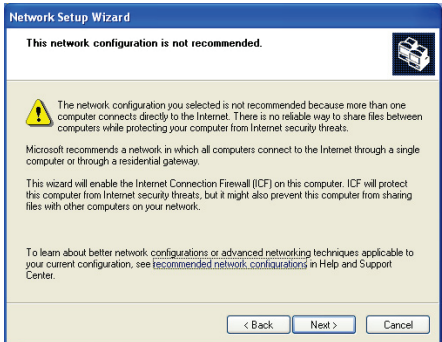 Network Setup Wizard
This network configuration is not recommended.
The network configuration you selected is not recommended because more than one
computer connects directly to the Internet. There is no reliable way to share files between
computers while protecting your computer from Internet security threats.
Microsoft recommends a network in which all computers connect to the Internet through a single
computer or through a residential gateway.
This wizard will enable the Internet Connection Firewall (ICF) on this computer. ICF will protect
this computer from Internet security threats, but it might also prevent this computer from sharing
files with other computers on your network.
To learn about better network configurations or advanced networking techniques applicable to
your current configuration, see recommended network configurations in Help and Support
Center.
< Back Next > Cancel